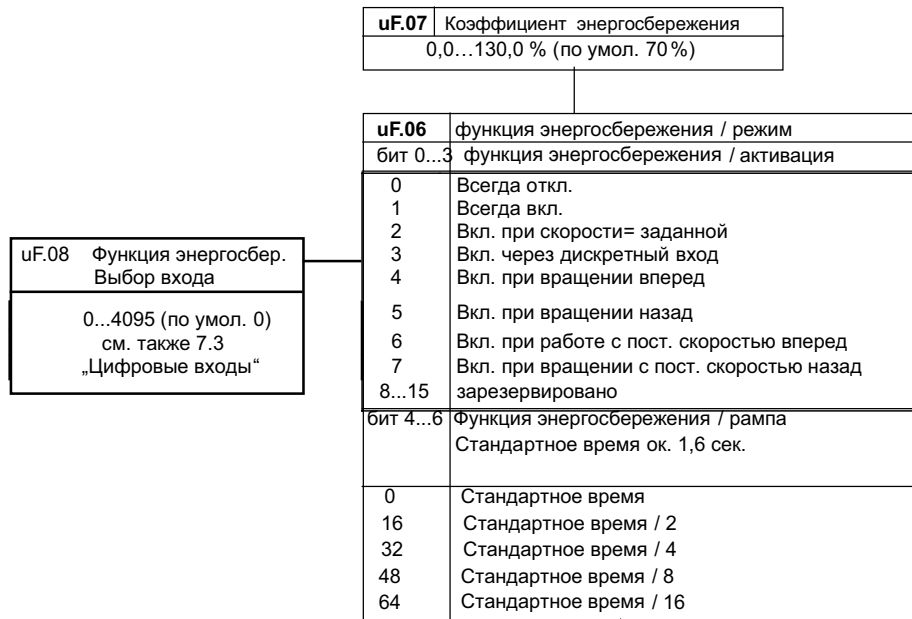 uF.07 Коэффициент энергосбережения
0,0...130,0 % (по умол. 70%)
uF.06 функция энергосбережения / режим
бит 0...3 функция энергосбережения / активация
0 Всегда откл.
1 Всегда вкл.
2 Вкл. при скорости= заданной
3 Вкл. через дискретный вход
4 Вкл. при вращении вперед
5 Вкл. при вращении назад
6 Вкл. при работе с пост. скоростью вперед
7 Вкл. при вращении с пост. скоростью назад
8...15 зарезервировано
uF.08 Функция энергосбер.
Выбор входа
0...4095 (по умол. 0)
см. также 7.3
„Цифровые входы“
бит 4...6 Функция энергосбережения / рампа
Стандартное время ок. 1,6 сек.
0 Стандартное время
16 Стандартное время / 2
32 Стандартное время / 4
48 Стандартное время / 8
64 Стандартное время / 16